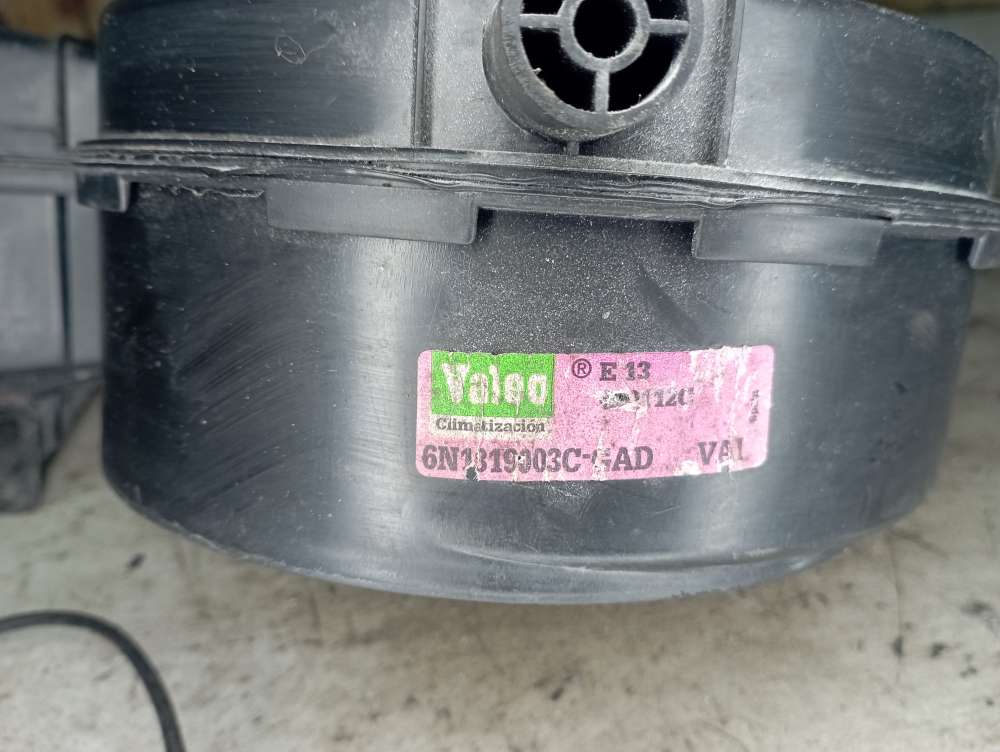 Valeo
Climatización
® E 13
6N1819003C-GAD VAL